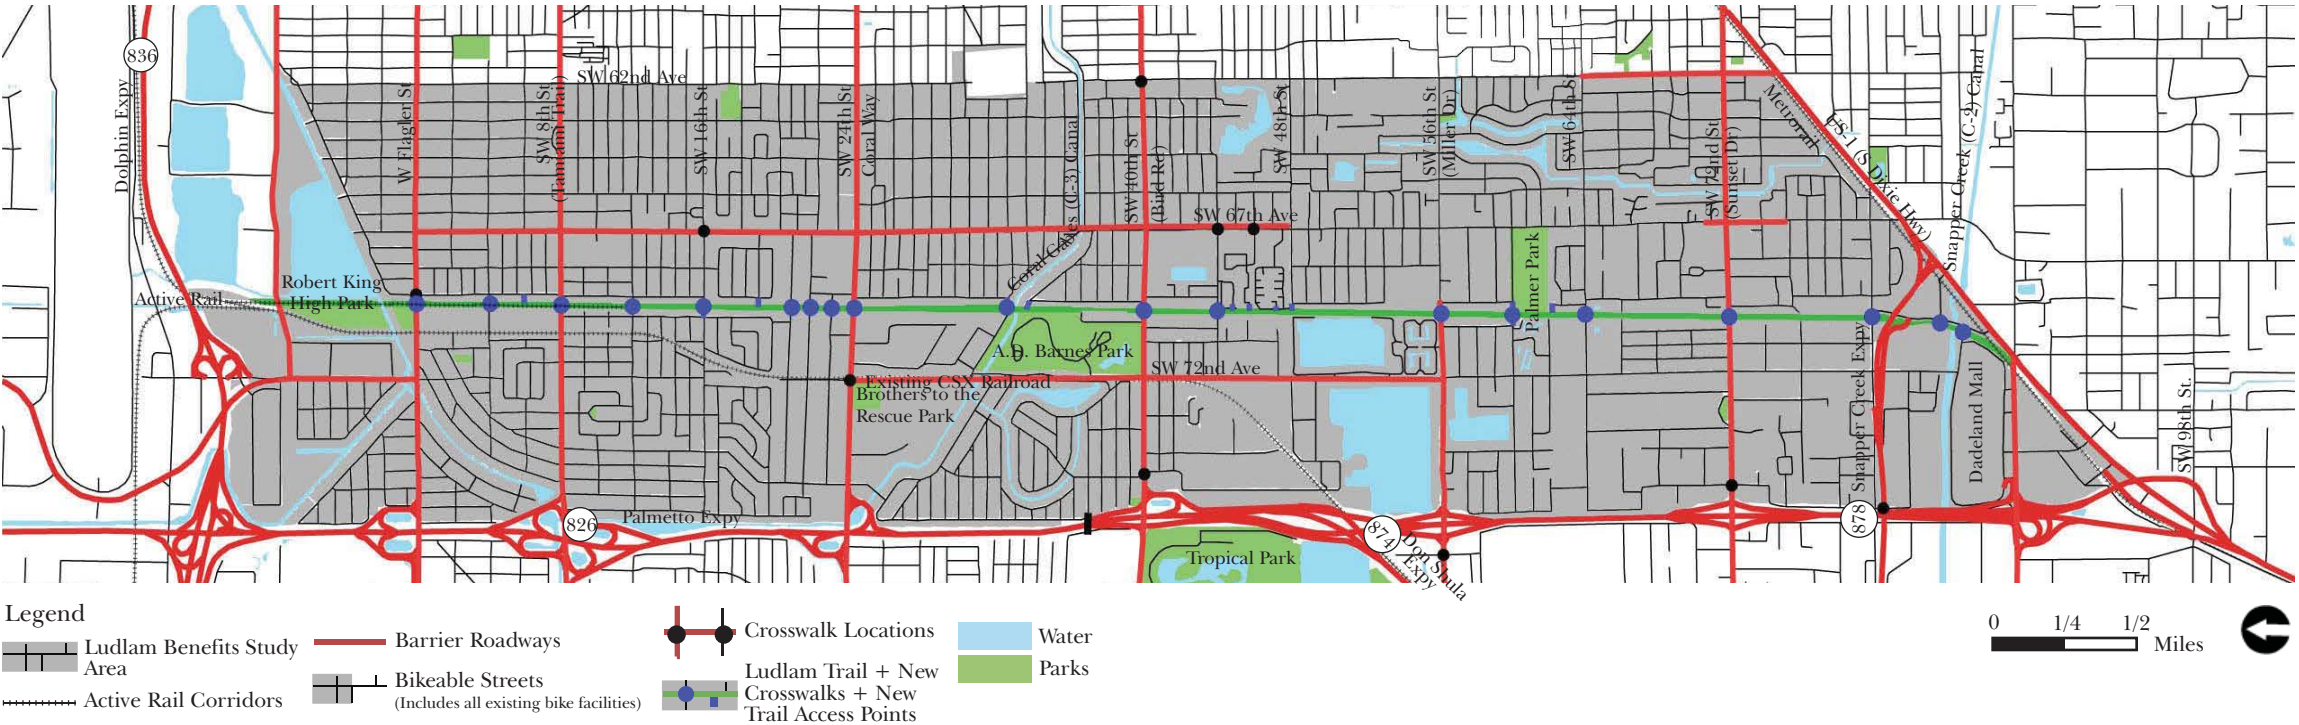 836
Dolphin Expy
W Flagler St
SW 8th St
(Tamiami Trair)
SW 62nd Ave
SW 16th St
SW 24th St
Coral Way
Coral Gables (C-3) Canal
SW 40th St
(Bird Rd)
SW 48th St
SW 56th St
(Miller Dr)
SW 64th St
SW 72nd St
(Sunset Dr)
Metrorail
US-1 (S Dixie Hwy)
Snapper Creek (C-2) Canal
SW 67th Ave
Robert King
High Park
Active Rail
Palmer Park
A.D. Barnes Park
SW 72nd Ave
Existing CSX Railroad
Brothers to the
Rescue Park
Snapper Creek Expy
Dadeland Mall
SW 98th St.
826
Palmetto Expy
Tropical Park
874
Don Shula
Expy
878
Legend
Ludlam Benefits Study
Area
Active Rail Corridors
Barrier Roadways
Bikeable Streets
(Includes all existing bike facilities)
Crosswalk Locations
Ludlam Trail + New
Crosswalks + New
Trail Access Points
Water
Parks
0 1/4 1/2
Miles